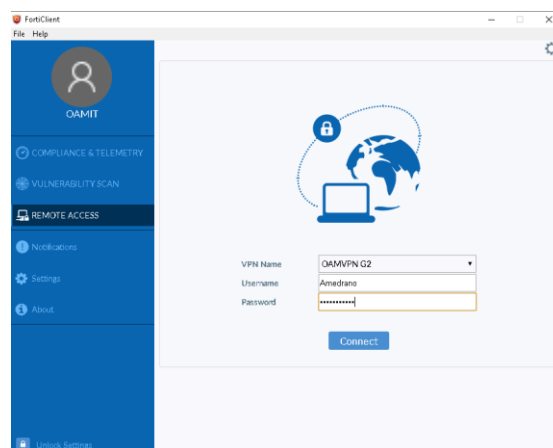 FortiClient
File Help
OAMIT
COMPLIANCE & TELEMETRY
VULNERABILITY SCAN
REMOTE ACCESS
Notifications
Settings
About
Unlock Settings
VPN Name OAMVPN G2
Username Amedrano
Password •••••••••••
Connect